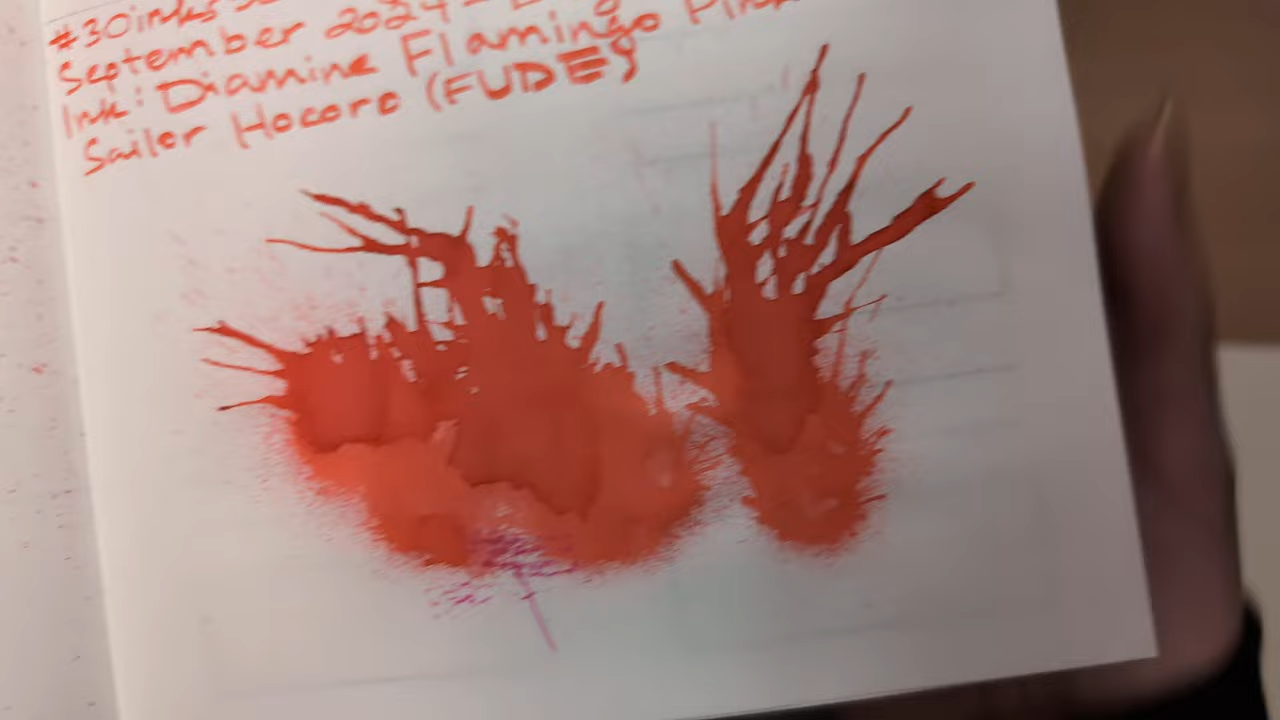 #30inks
September 2024 -
Ink: Diamine Flamingo Pink
Sailor Hocoro (FUDE)